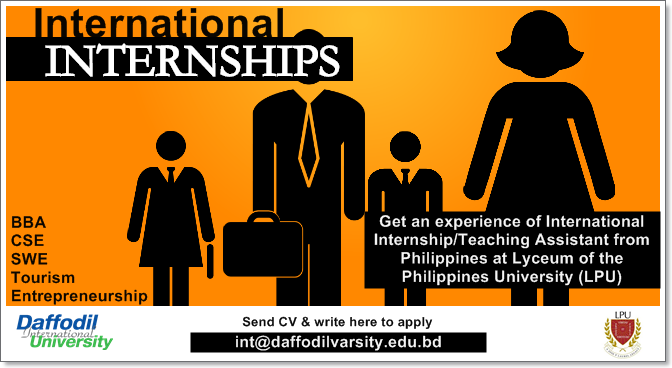 International
INTERNSHIPS
BBA
CSE
SWE
Tourism
Entrepreneurship
Get an experience of International
Internship/Teaching Assistant from
Philippines at Lyceum of the
Philippines University (LPU)
Daffodil
International
University
Send CV & write here to apply
int@daffodilvarsity.edu.bd
LPU